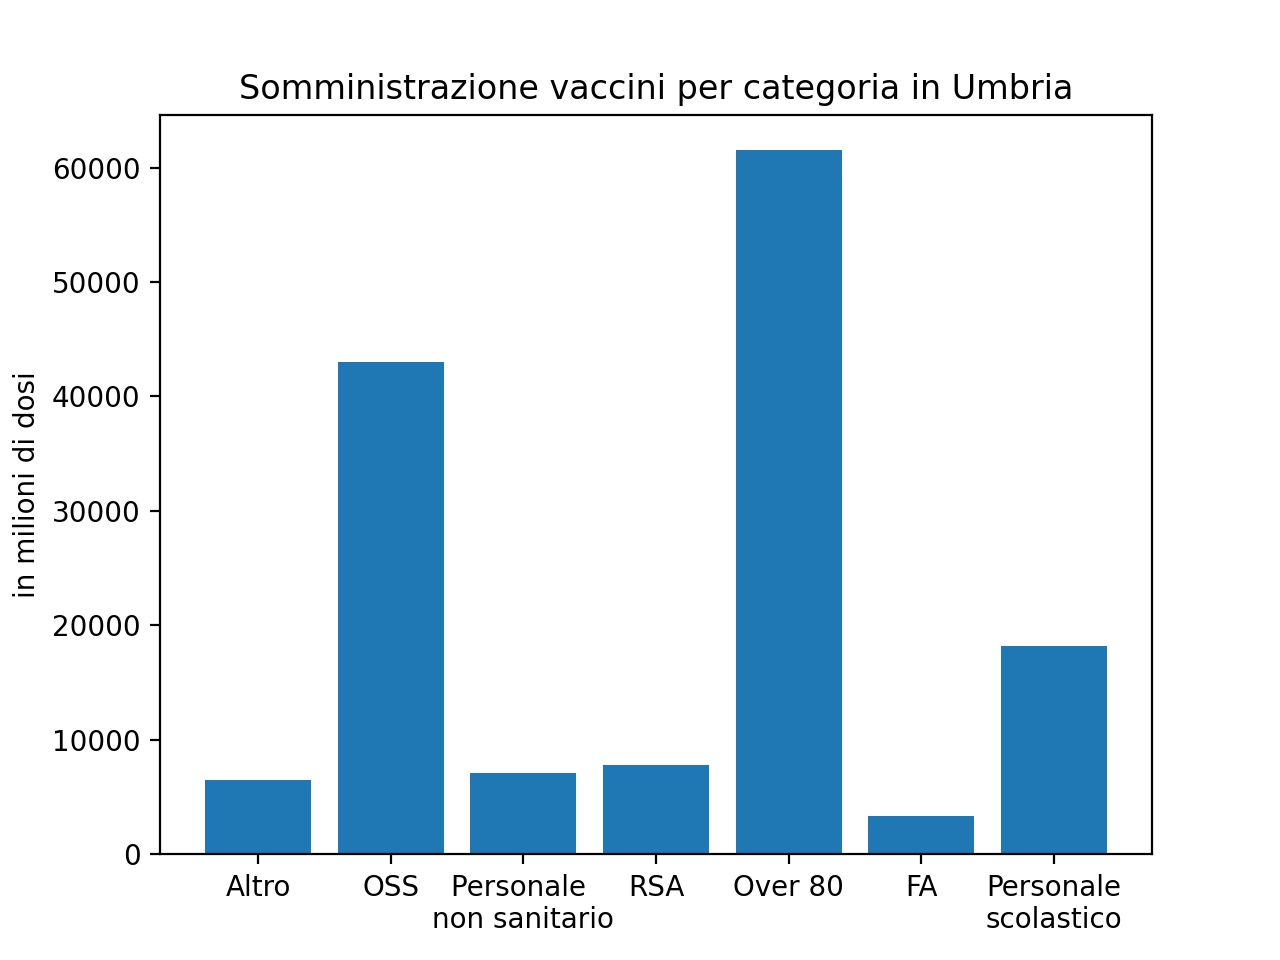 Somministrazione vaccini per categoria in Umbria
in milioni di dosi
60000
50000
40000
30000
20000
10000
0
Altro OSS Personale RSA Over 80 FA Personale
non sanitario scolastico